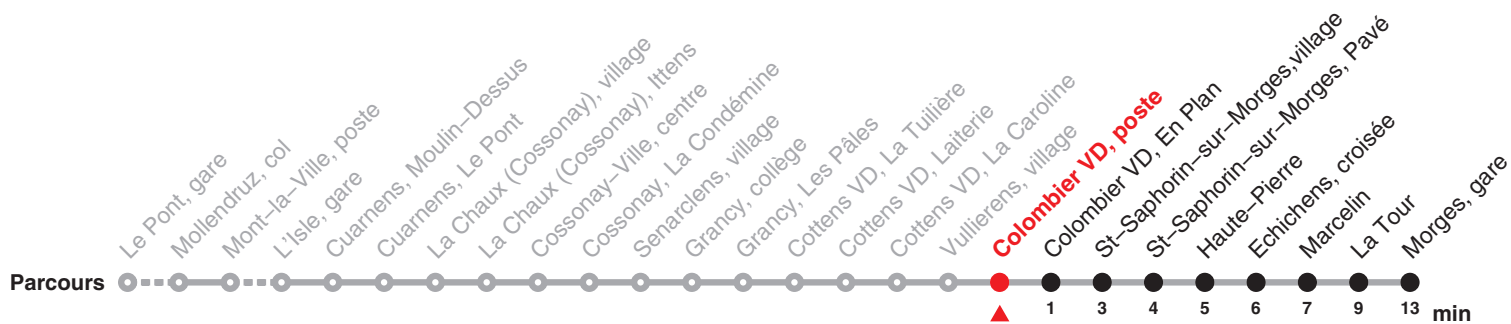 Parcours
Le Pont, gare
Mollendruz, col
Mont–la–Ville, poste
L'Isle, gare
Cuarnens, Moulin–Dessus
Cuarnens, Le Pont
La Chaux (Cossonay), village
La Chaux (Cossonay), Ittens
Cossonay–Ville, centre
Cossonay, La Condémine
Senarclens, village
Grancy, collège
Grancy, Les Pâles
Cottens VD, La Tuilière
Cottens VD, Laiterie
Cottens VD, La Caroline
Vullierens, village
Colombier VD, poste
Colombier VD, En Plan
St–Saphorin–sur–Morges,village
St–Saphorin–sur–Morges, Pavé
Haute–Pierre
Echichens, croisée
Marcelin
La Tour
Morges, gare
1 3 4 5 6 7 9 13 min